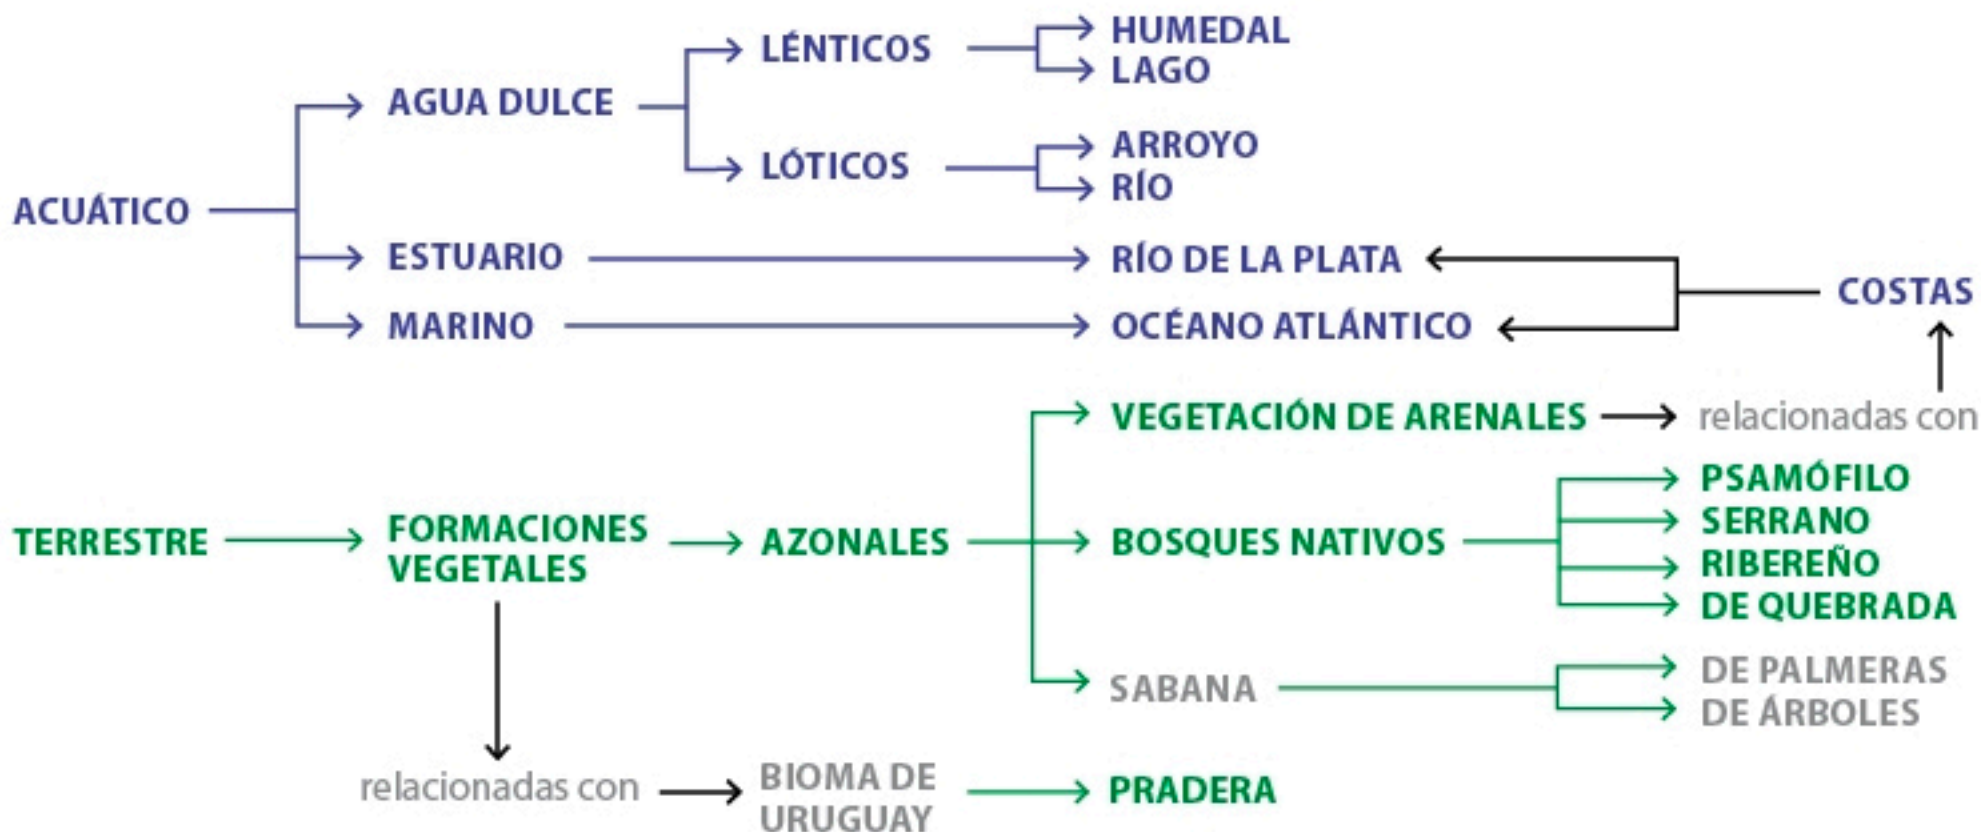 HUMEDAL
LÉNTICOS
LAGO
AGUA DULCE
ARROYO
LÓTICOS
RÍO
ACUÁTICO
ESTUARIO
RÍO DE LA PLATA
COSTAS
MARINO
OCÉANO ATLÁNTICO
VEGETACIÓN DE ARENALES
relacionadas con
PSAMÓFILO
SERRANO
TERRESTRE
FORMACIONES
VEGETALES
AZONALES
BOSQUES NATIVOS
RIBEREÑO
DE QUEBRADA
SABANA
DE PALMERAS
DE ÁRBOLES
relacionadas con
BIOMA DE
URUGUAY
PRADERA